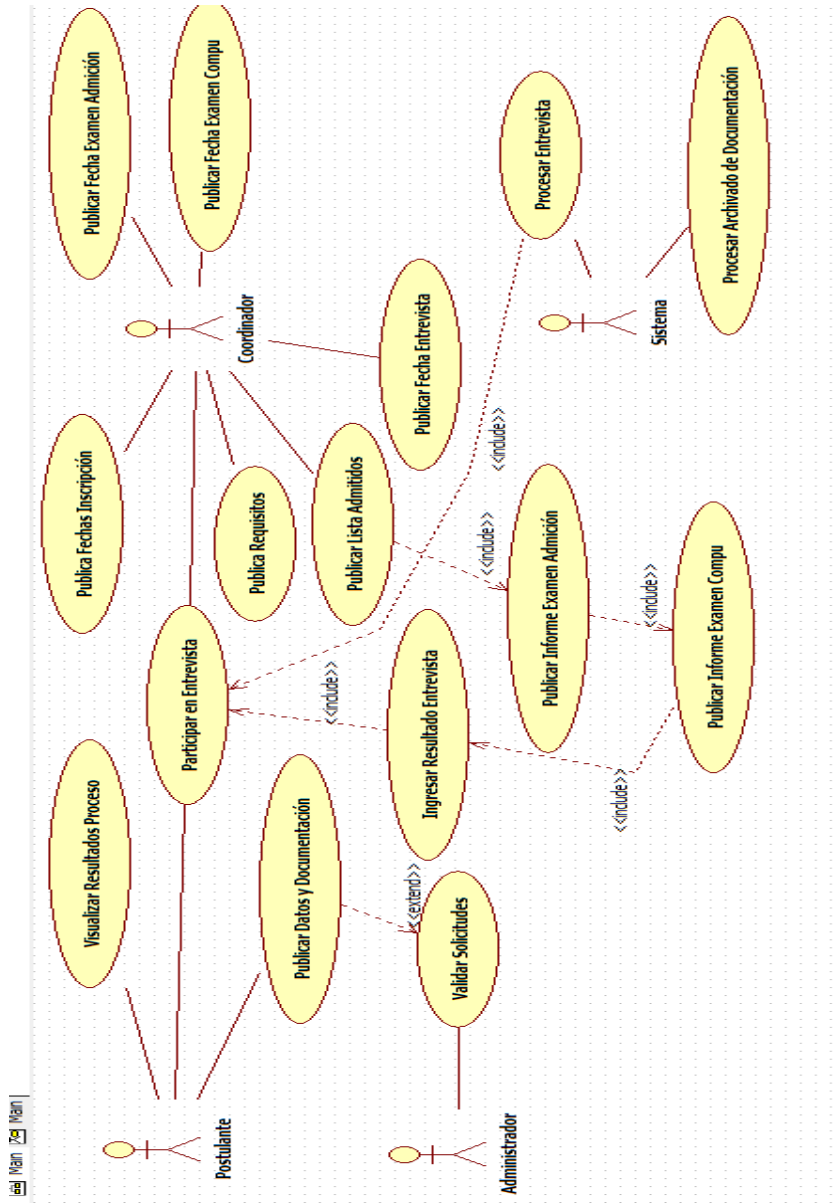 Main Main
Postulante
Visualizar Resultados Proceso
Participar en Entrevista
Publicar Datos y Documentación
Publica Fechas Inscripción
Publica Requisitos
Publicar Lista Admitidos
Coordinador
Publicar Fecha Examen Admición
Publicar Fecha Examen Compu
Publicar Fecha Entrevista
Administrador
Validar Solicitudes
<<extend>>
Ingresar Resultado Entrevista
<<include>>
Publicar Informe Examen Admición
<<include>>
<<include>>
Publicar Informe Examen Compu
<<include>>
<<include>>
Procesar Entrevista
Sistema
Procesar Archivado de Documentación